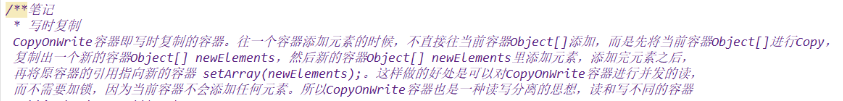 /**笔记
* 写时复制
CopyOnWrite容器即写时复制的容器。往一个容器添加元素的时候，不直接往当前容器Object[]添加，而是先将当前容器Object[]进行Copy，
复制出一个新的容器Object[] newElements，然后新的容器Object[] newElements里添加元素，添加完元素之后，
再将原容器的引用指向新的容器 setArray(newElements);。这样做的好处是可以对CopyOnWrite容器进行并发的读，
而不需要加锁，因为当前容器不会添加任何元素。所以CopyOnWrite容器也是一种读写分离的思想，读和写不同的容器